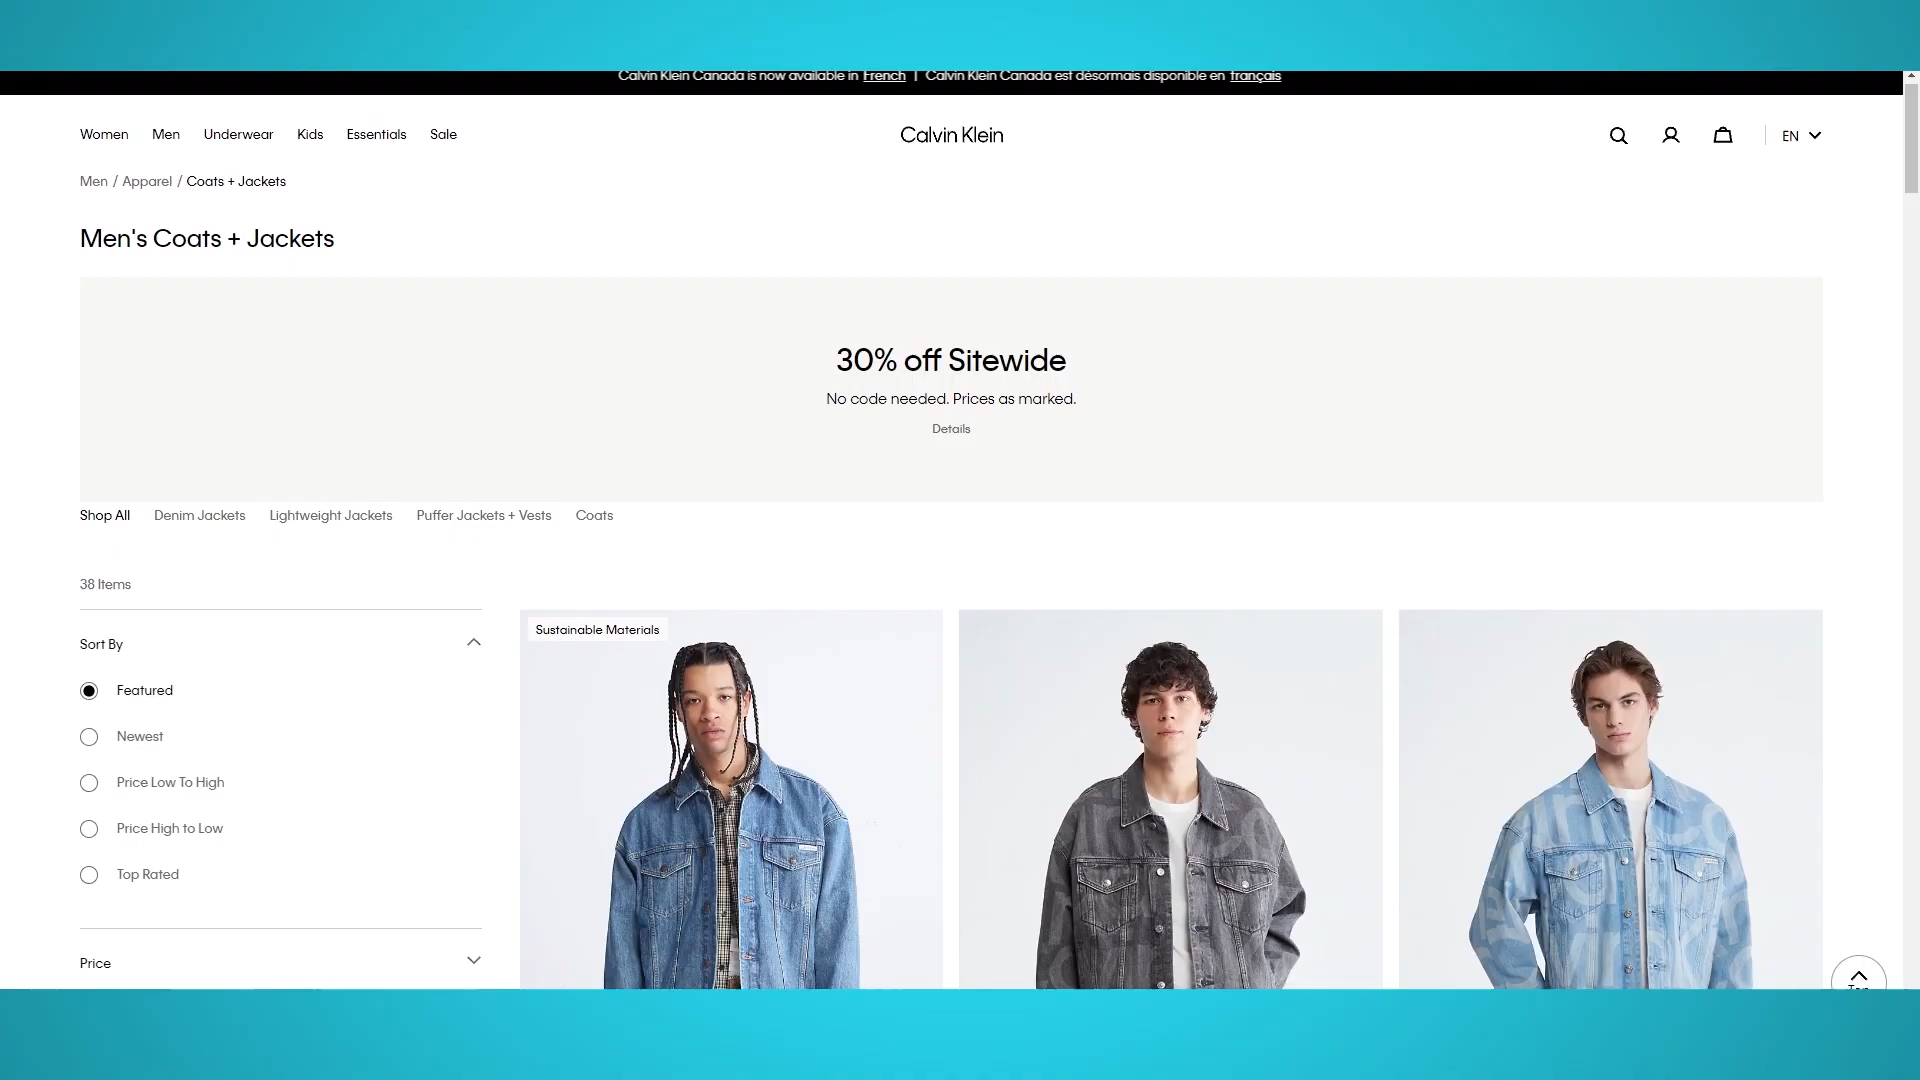 Calvin Klein Canada is now available in French | Calvin Klein Canada est désormais disponible en français
Women Men Underwear Kids Essentials Sale
Calvin Klein
EN
Men / Apparel / Coats + Jackets
Men's Coats + Jackets
30% off Sitewide
No code needed. Prices as marked.
Details
Shop All Denim Jackets Lightweight Jackets Puffer Jackets + Vests Coats
38 Items
Sort By
Featured
Newest
Price Low To High
Price High to Low
Top Rated
Price
Sustainable Materials